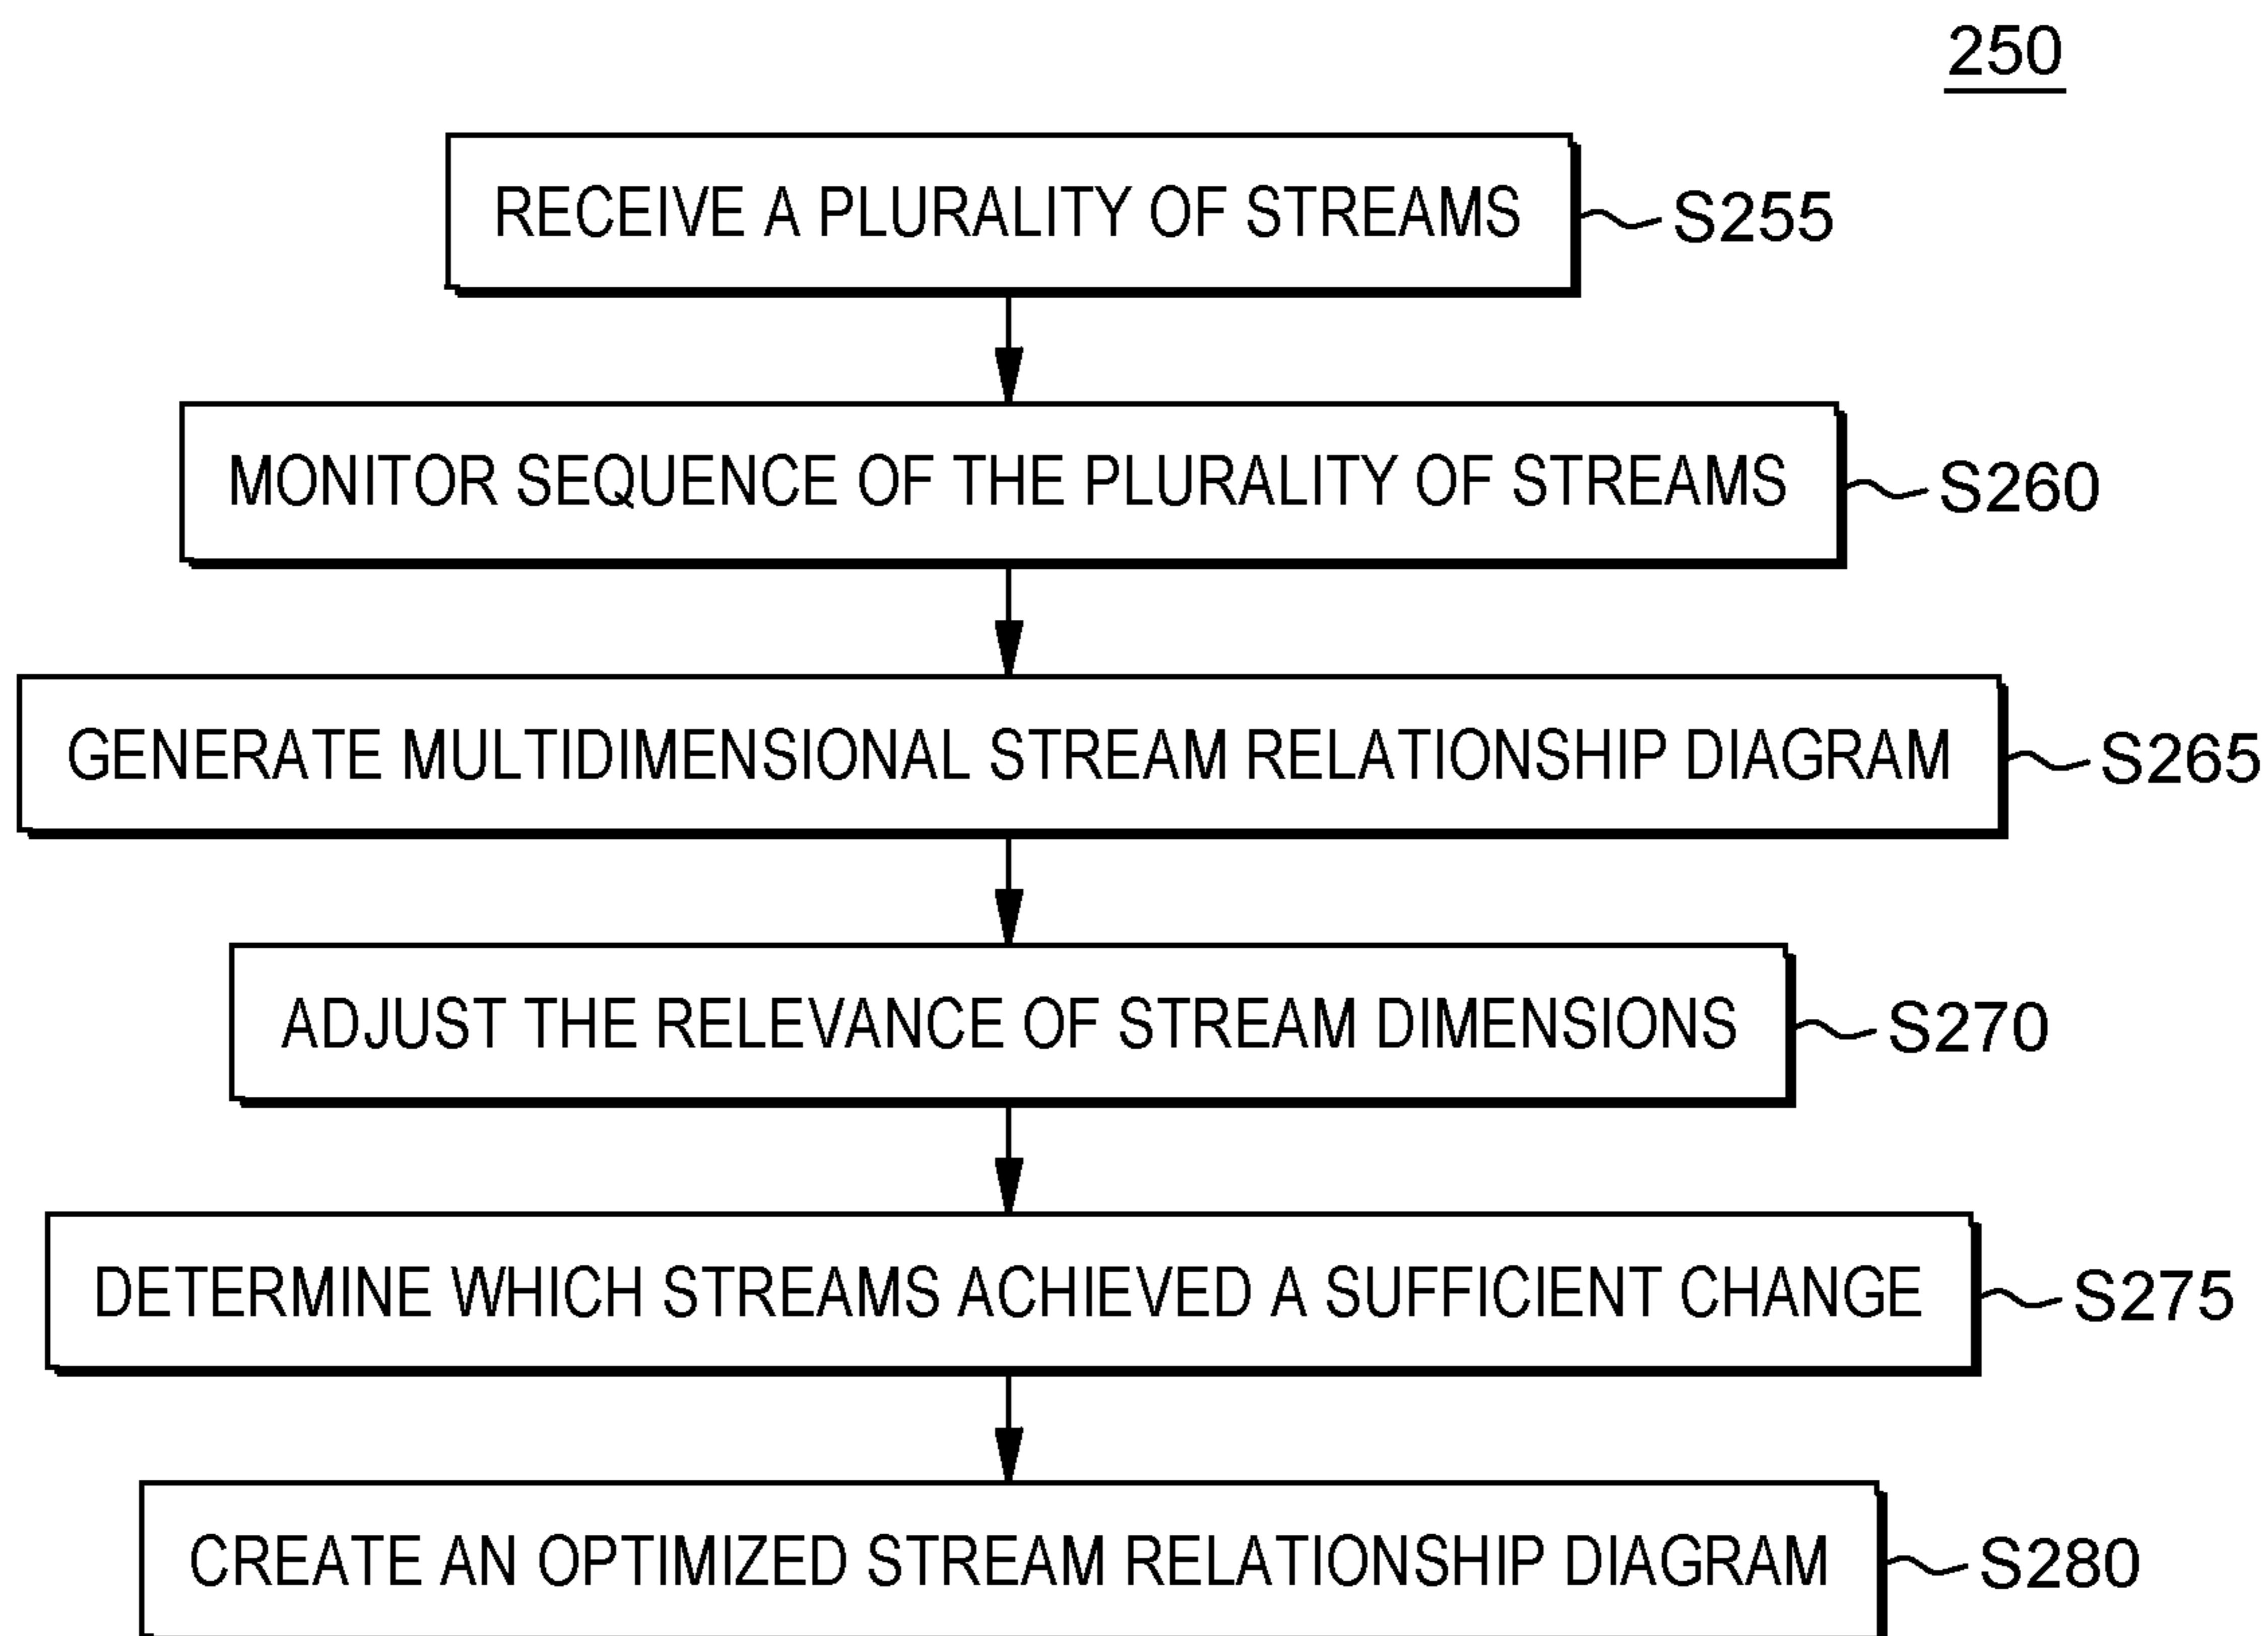 250
RECEIVE A PLURALITY OF STREAMS
S255
MONITOR SEQUENCE OF THE PLURALITY OF STREAMS
S260
GENERATE MULTIDIMENSIONAL STREAM RELATIONSHIP DIAGRAM
S265
ADJUST THE RELEVANCE OF STREAM DIMENSIONS
S270
DETERMINE WHICH STREAMS ACHIEVED A SUFFICIENT CHANGE
S275
CREATE AN OPTIMIZED STREAM RELATIONSHIP DIAGRAM
S280